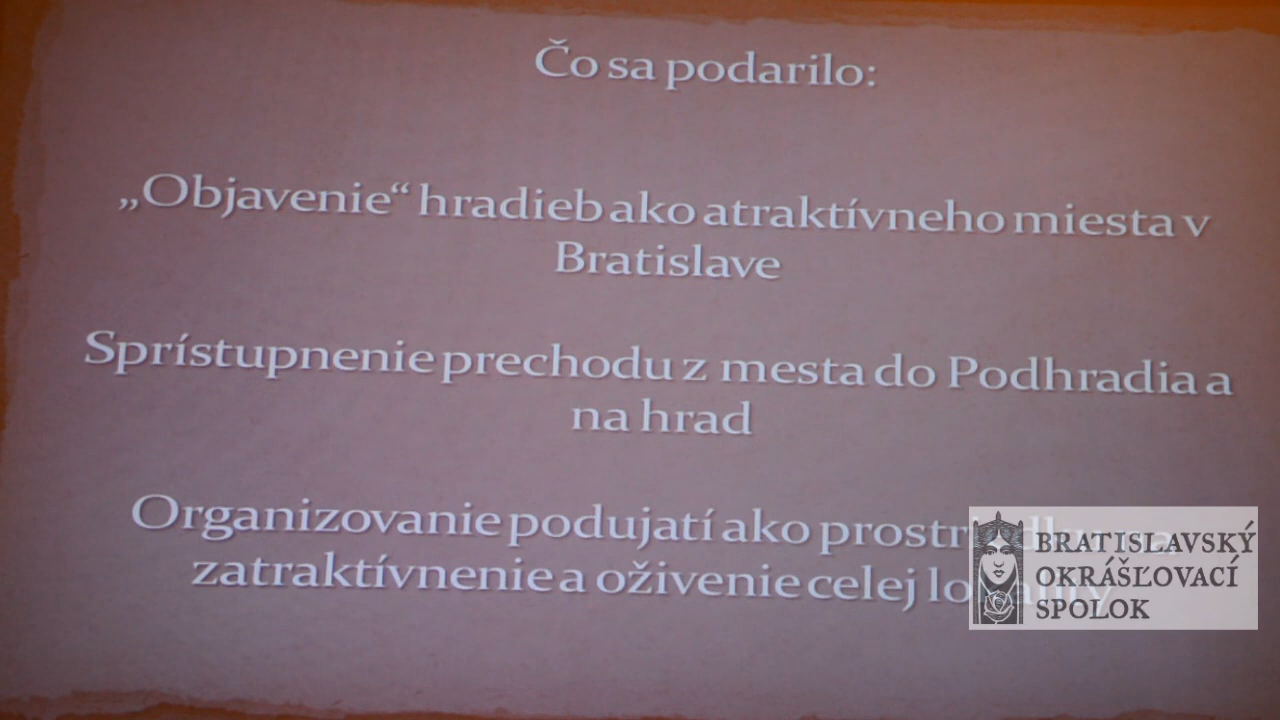 Čo sa podarilo:
„Objavenie“ hradieb ako atraktívneho miesta v
Bratislave
Sprístupnenie prechodu z mesta do Podhradia a
na hrad
Organizovanie podujatí ako
zatraktívnenie a oživenie celej
BRATISLAVSKÝ
OKRÁŠĽOVACÍ
SPOLOK